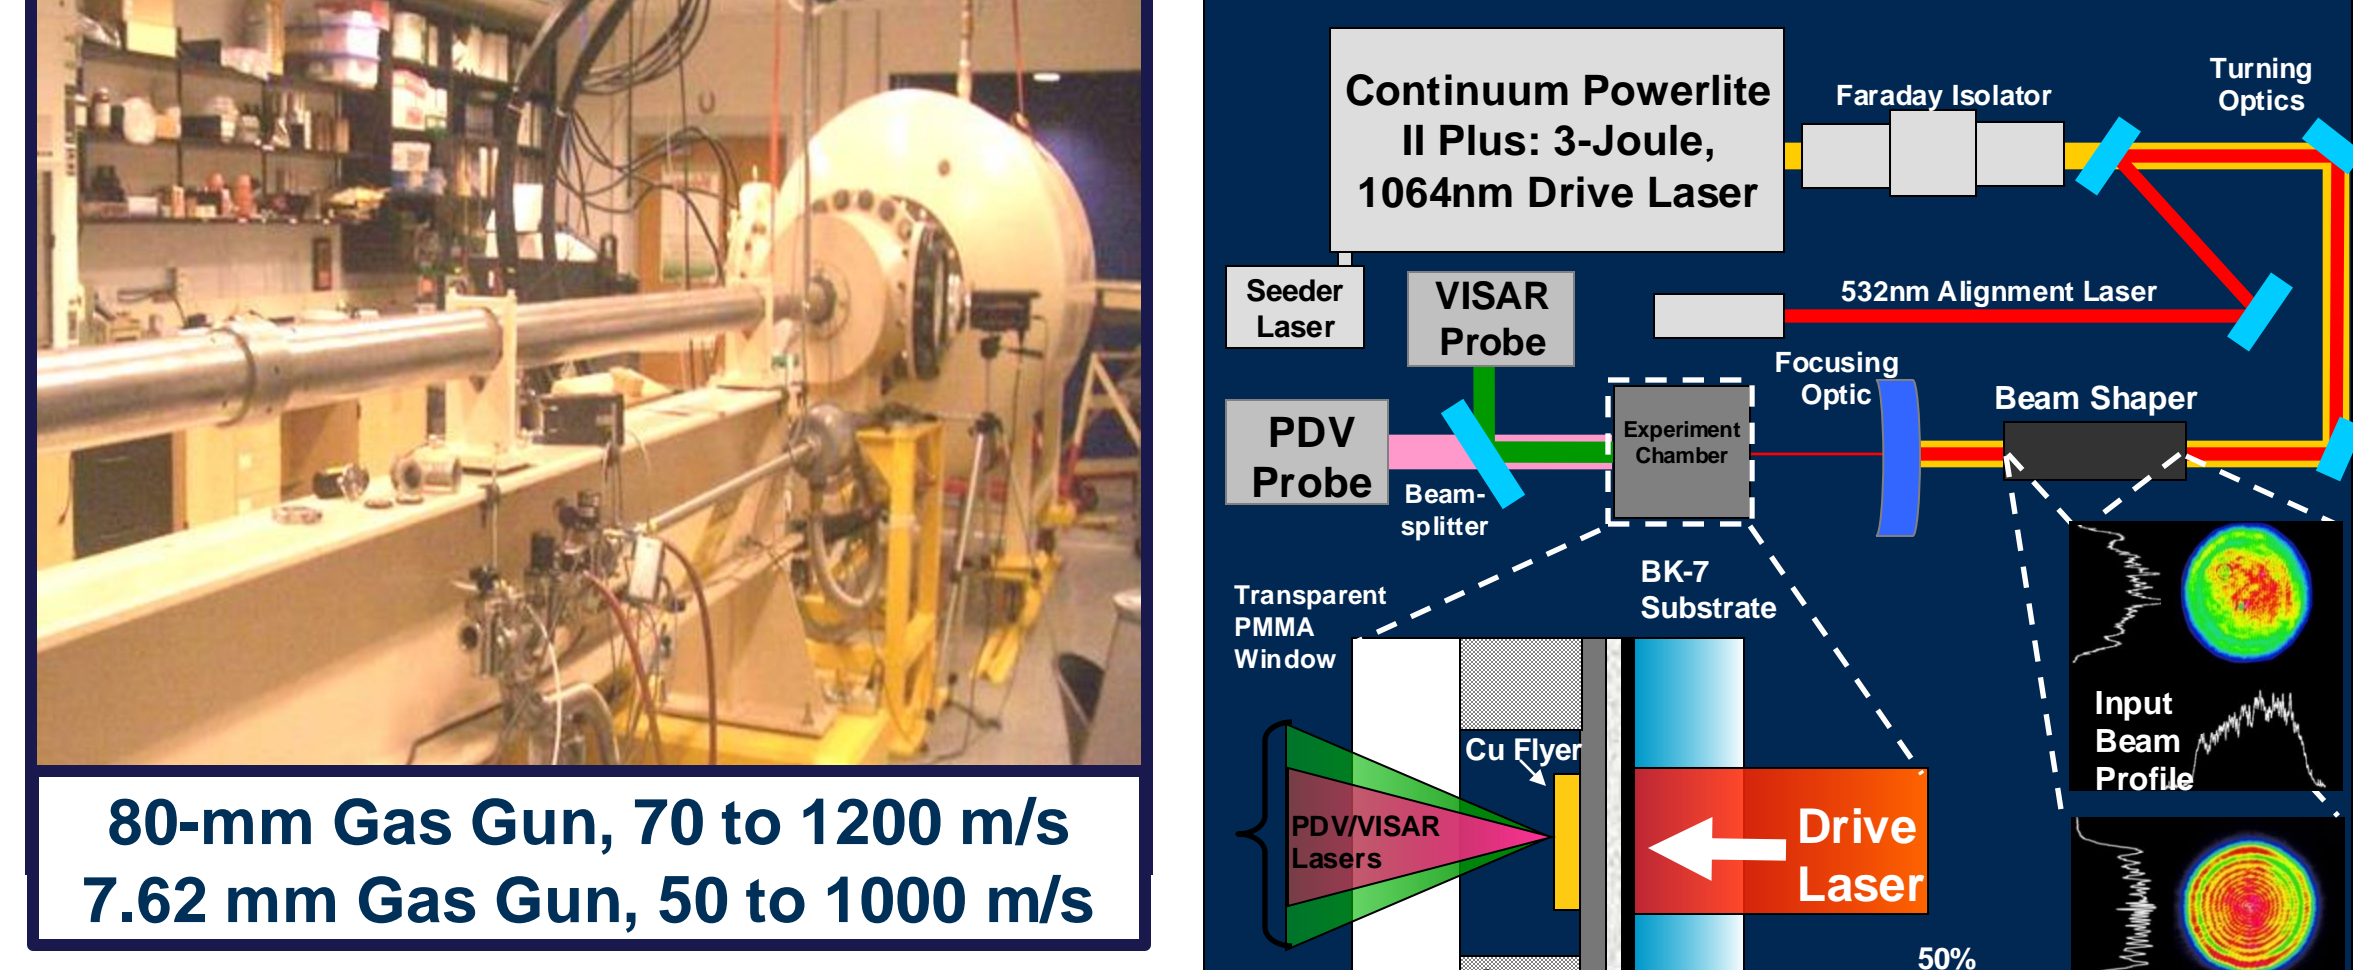 80-mm Gas Gun, 70 to 1200 m/s
7.62 mm Gas Gun, 50 to 1000 m/s
Continuum Powerlite
II Plus: 3-Joule,
1064nm Drive Laser
Faraday Isolator
Turning
Optics
Seeder
Laser
VISAR
Probe
532nm Alignment Laser
Focusing
Optic
Beam Shaper
PDV
Probe
Beam-
splitter
Experiment
Chamber
BK-7
Substrate
Transparent
PMMA
Window
Cu Flyer
PDV/VISAR
Lasers
Drive
Laser
Input
Beam
Profile
50%